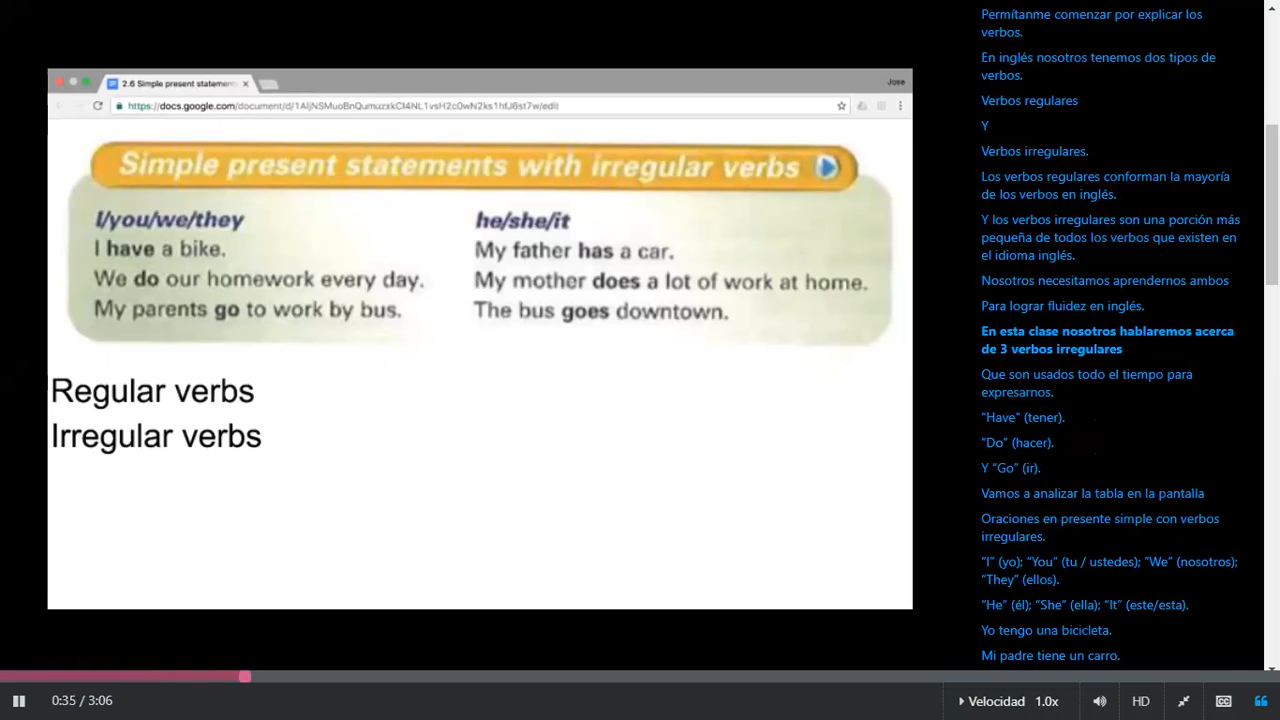 2.6 Simple present statement
Jose
Simple present statements with irregular verbs
I/you/we/they
I have a bike.
We do our homework every day.
My parents go to work by bus.
he/she/it
My father has a car.
My mother does a lot of work at home.
The bus goes downtown.
Regular verbs
Irregular verbs
Permítanme comenzar por explicar los
verbos.
En inglés nosotros tenemos dos tipos de
verbos.
Verbos regulares
Y
Verbos irregulares.
Los verbos regulares conforman la mayoría
de los verbos en inglés.
Y los verbos irregulares son una porción más
pequeña de todos los verbos que existen en
el idioma inglés.
Nosotros necesitamos aprendernos ambos
Para lograr fluidez en inglés.
En esta clase nosotros hablaremos acerca
de 3 verbos irregulares
Que son usados todo el tiempo para
expresarnos.
“Have” (tener).
“Do” (hacer).
Y “Go” (ir).
Vamos a analizar la tabla en la pantalla
Oraciones en presente simple con verbos
irregulares.
“I” (yo); “You” (tu / ustedes); “We” (nosotros);
“They” (ellos).
“He” (él); “She” (ella); “It” (este/esta).
Yo tengo una bicicleta.
Mi padre tiene un carro.
0:35 / 3:06
Velocidad 1.0x
HD
CC